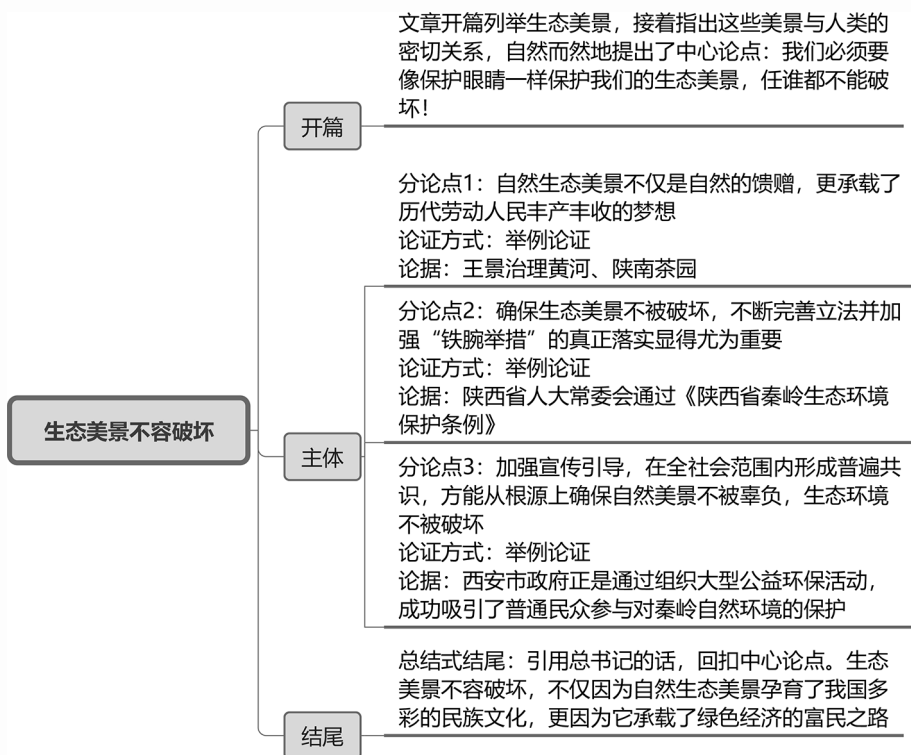 文章开篇列举生态美景，接着指出这些美景与人类的
密切关系，自然而然地提出了中心论点：我们必须要
像保护眼睛一样保护我们的生态美景，任谁都不能破
坏！
开篇
分论点1：自然生态美景不仅是自然的馈赠，更承载了
历代劳动人民丰产丰收的梦想
论证方式：举例论证
论据：王景治理黄河、陕南茶园
分论点2：确保生态美景不被破坏，不断完善立法并加
强“铁腕举措”的真正落实显得尤为重要
论证方式：举例论证
论据：陕西省人大常委会通过《陕西省秦岭生态环境
保护条例》
生态美景不容破坏
主体
分论点3：加强宣传引导，在全社会范围内形成普遍共
识，方能从根源上确保自然美景不被辜负，生态环境
不被破坏
论证方式：举例论证
论据：西安市政府正是通过组织大型公益环保活动，
成功吸引了普通民众参与对秦岭自然环境的保护
总结式结尾：引用总书记的话，回扣中心论点。生态
美景不容破坏，不仅因为自然生态美景孕育了我国多
彩的民族文化，更因为它承载了绿色经济的富民之路
结尾